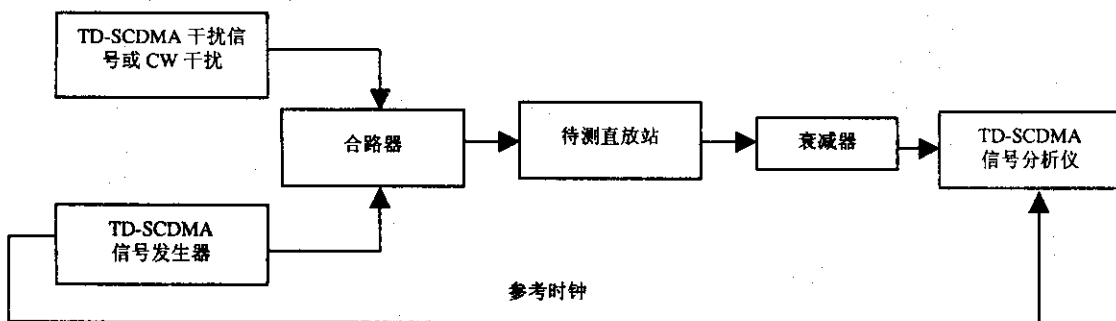 TD-SCDMA 干扰信
号或 CW 干扰
合路器
待测直放站
衰减器
TD-SCDMA
信号分析仪
TD-SCDMA
信号发生器
参考时钟